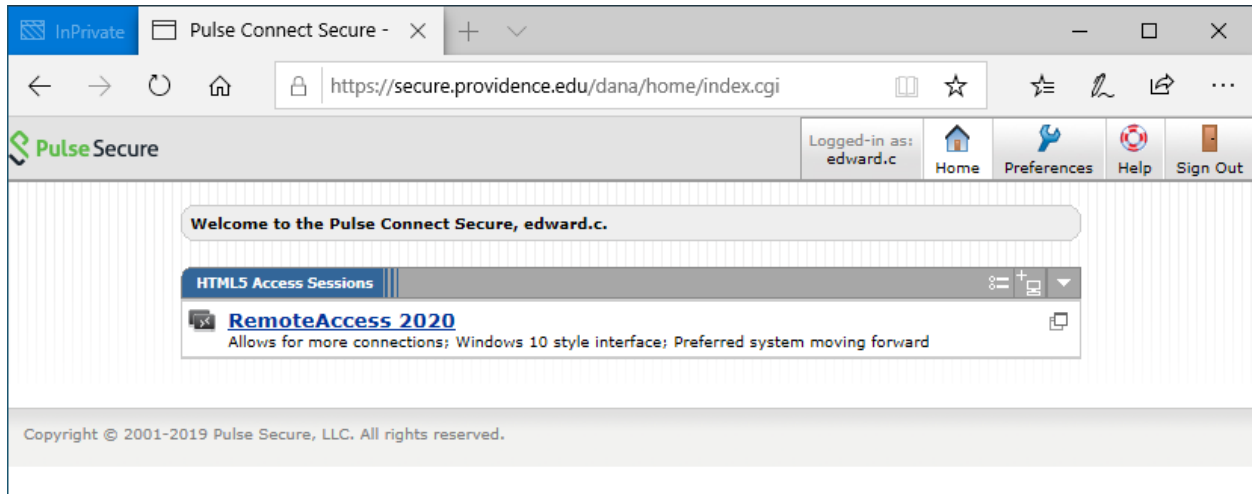 InPrivate
Pulse Connect Secure -
https://secure.providence.edu/dana/home/index.cgi
Pulse Secure
Logged-in as:
edward.c
Home
Preferences
Help
Sign Out
Welcome to the Pulse Connect Secure, edward.c.
HTML5 Access Sessions
RemoteAccess 2020
Allows for more connections; Windows 10 style interface; Preferred system moving forward
Copyright © 2001-2019 Pulse Secure, LLC. All rights reserved.